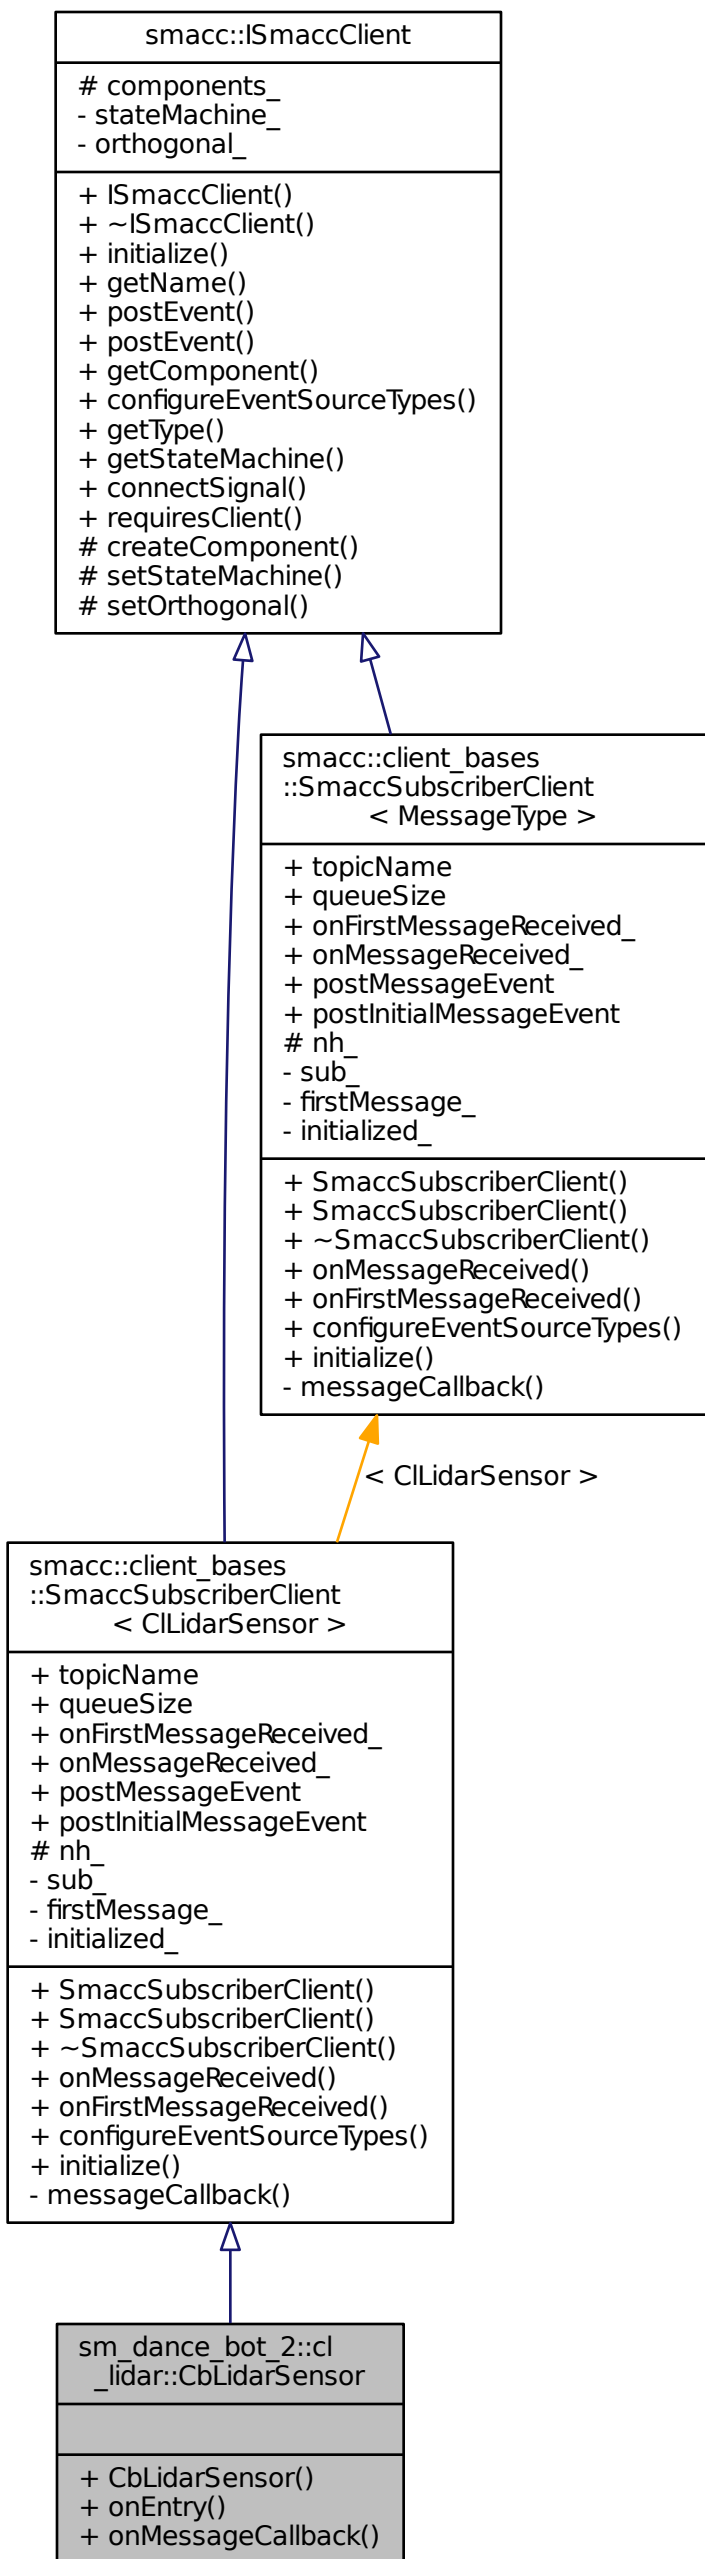 smacc::ISmaccClient
# components_
- stateMachine_
- orthogonal_
+ ISmaccClient()
+ ~ISmaccClient()
+ initialize()
+ getName()
+ postEvent()
+ postEvent()
+ getComponent()
+ configureEventSourceTypes()
+ getType()
+ getStateMachine()
+ connectSignal()
+ requiresClient()
# createComponent()
# setStateMachine()
# setOrthogonal()
smacc::client_bases
::SmaccSubscriberClient
< MessageType >
+ topicName
+ queueSize
+ onFirstMessageReceived_
+ onMessageReceived_
+ postMessageEvent
+ postInitialMessageEvent
# nh_
- sub_
- firstMessage_
- initialized_
+ SmaccSubscriberClient()
+ SmaccSubscriberClient()
+ ~SmaccSubscriberClient()
+ onMessageReceived()
+ onFirstMessageReceived()
+ configureEventSourceTypes()
+ initialize()
- messageCallback()
< ClLidarSensor >
smacc::client_bases
::SmaccSubscriberClient
< ClLidarSensor >
+ topicName
+ queueSize
+ onFirstMessageReceived_
+ onMessageReceived_
+ postMessageEvent
+ postInitialMessageEvent
# nh_
- sub_
- firstMessage_
- initialized_
+ SmaccSubscriberClient()
+ SmaccSubscriberClient()
+ ~SmaccSubscriberClient()
+ onMessageReceived()
+ onFirstMessageReceived()
+ configureEventSourceTypes()
+ initialize()
- messageCallback()
sm_dance_bot_2::cl
_lidar::CbLidarSensor
+ CbLidarSensor()
+ onEntry()
+ onMessageCallback()